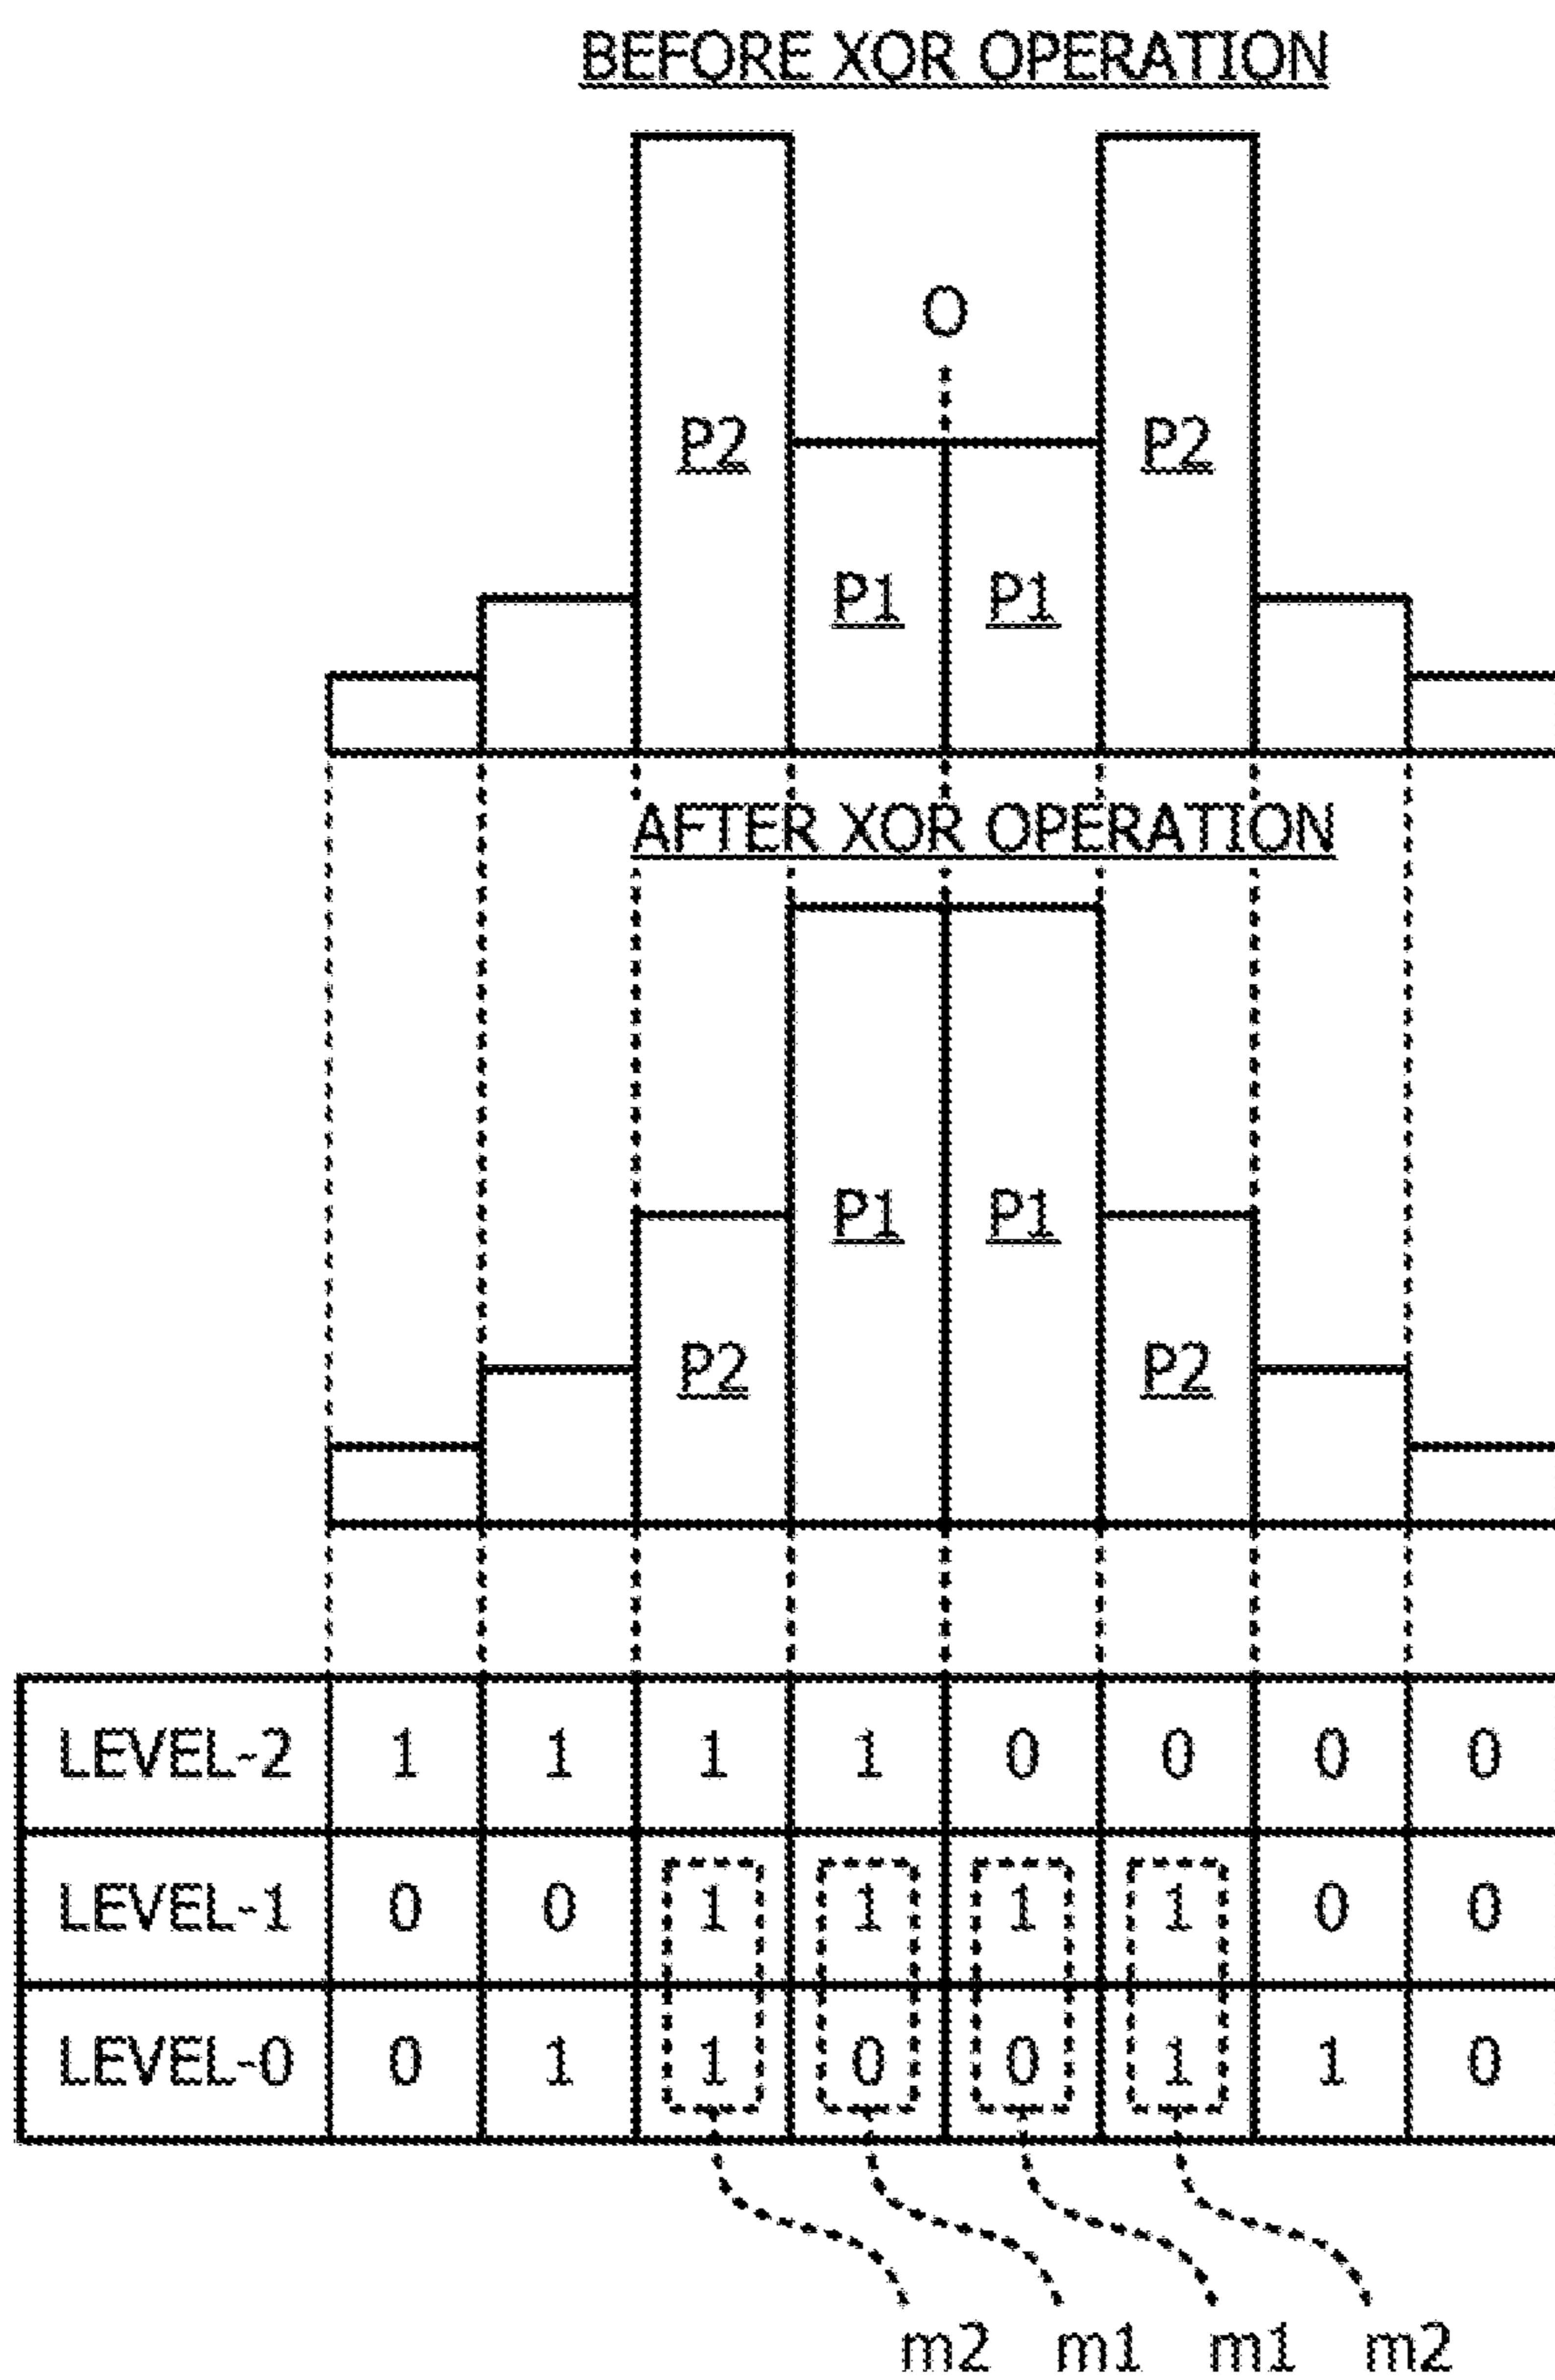 BEFORE XOR OPERATION
O
P2 P2
P1 P1
AFTER XOR OPERATION
P1 P1
P2 P2
LEVEL-2 1 1 1 1 0 0 0 0
LEVEL-1 0 0 1 1 1 1 0 0
LEVEL-0 0 1 1 0 0 1 1 0
m2 m1 m1 m2